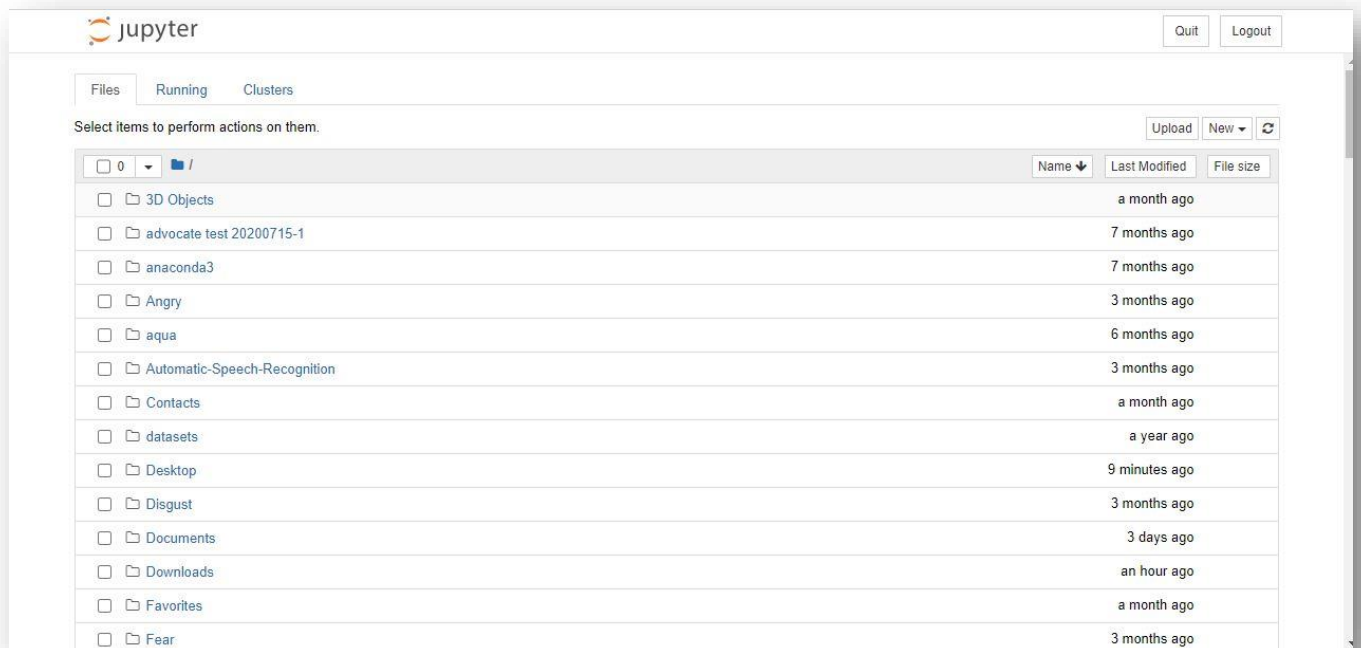 jupyter Quit Logout
Files Running Clusters
Select items to perform actions on them. Upload New
0 / Name Last Modified File size
3D Objects a month ago
advocate test 20200715-1 7 months ago
anaconda3 7 months ago
Angry 3 months ago
aqua 6 months ago
Automatic-Speech-Recognition 3 months ago
Contacts a month ago
datasets a year ago
Desktop 9 minutes ago
Disgust 3 months ago
Documents 3 days ago
Downloads an hour ago
Favorites a month ago
Fear 3 months ago